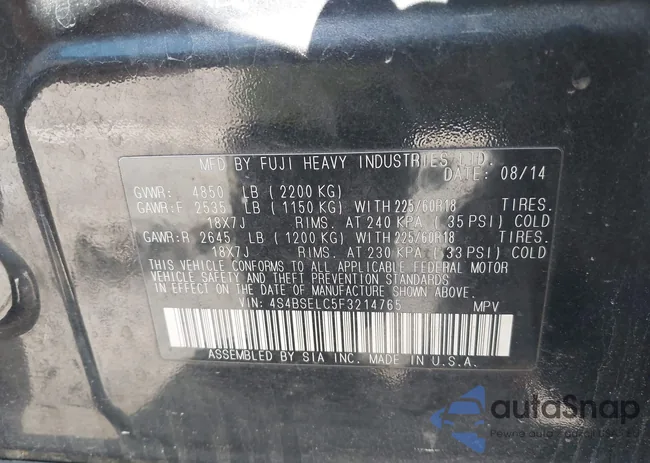 MFD BY FUJI HEAVY INDUSTRIES LTD.
DATE: 08/14
GVWR: 4850 LB (2200 KG)
GAWR:F 2535 LB (1150 KG) WITH 225/60R18 TIRES.
18X7J RIMS. AT 240 KPA (35 PSI) COLD
GAWR:R 2645 LB (1200 KG) WITH 225/60R18 TIRES.
18X7J RIMS. AT 230 KPA (33 PSI) COLD
THIS VEHICLE CONFORMS TO ALL APPLICABLE FEDERAL MOTOR
VEHICLE SAFETY AND THEFT PREVENTION STANDARDS
IN EFFECT ON THE DATE OF MANUFACTURE SHOWN ABOVE.
VIN: 4S4BSELC5F3214765 MPV
ASSEMBLED BY SIA INC. MADE IN U.S.A.
autoSnap
Pewne auto z